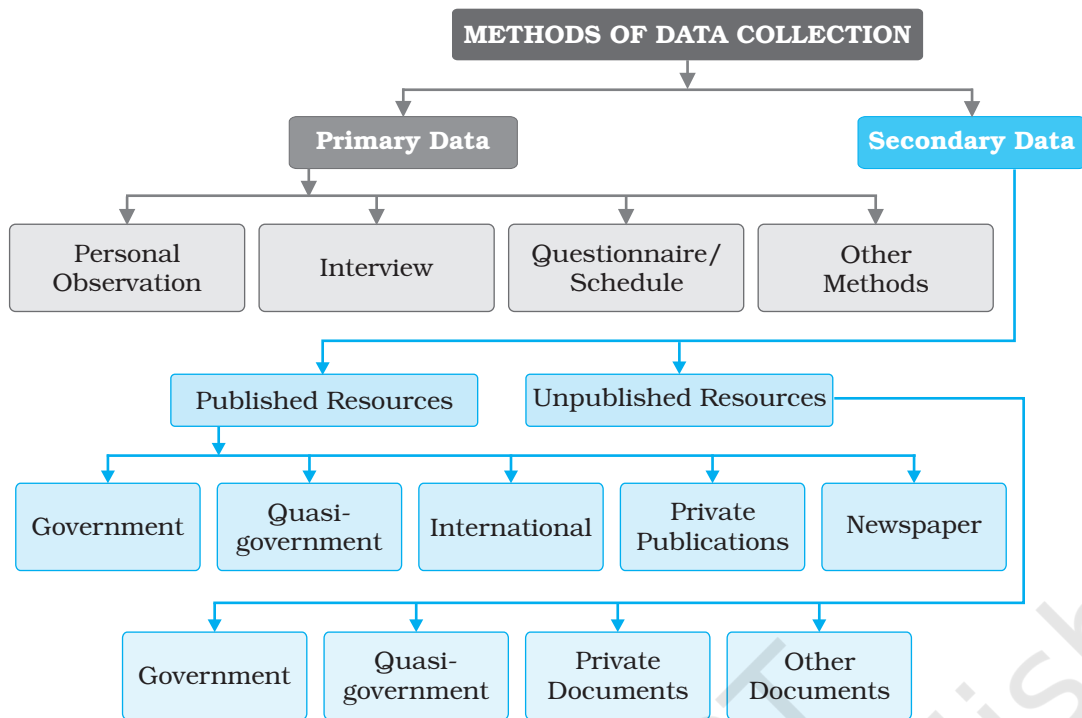 METHODS OF DATA COLLECTION
Primary Data
Secondary Data
Personal
Observation
Interview
Questionnaire/
Schedule
Other
Methods
Published Resources
Unpublished Resources
Government
Quasi-
government
International
Private
Publications
Newspaper
Government
Quasi-
government
Private
Documents
Other
Documents